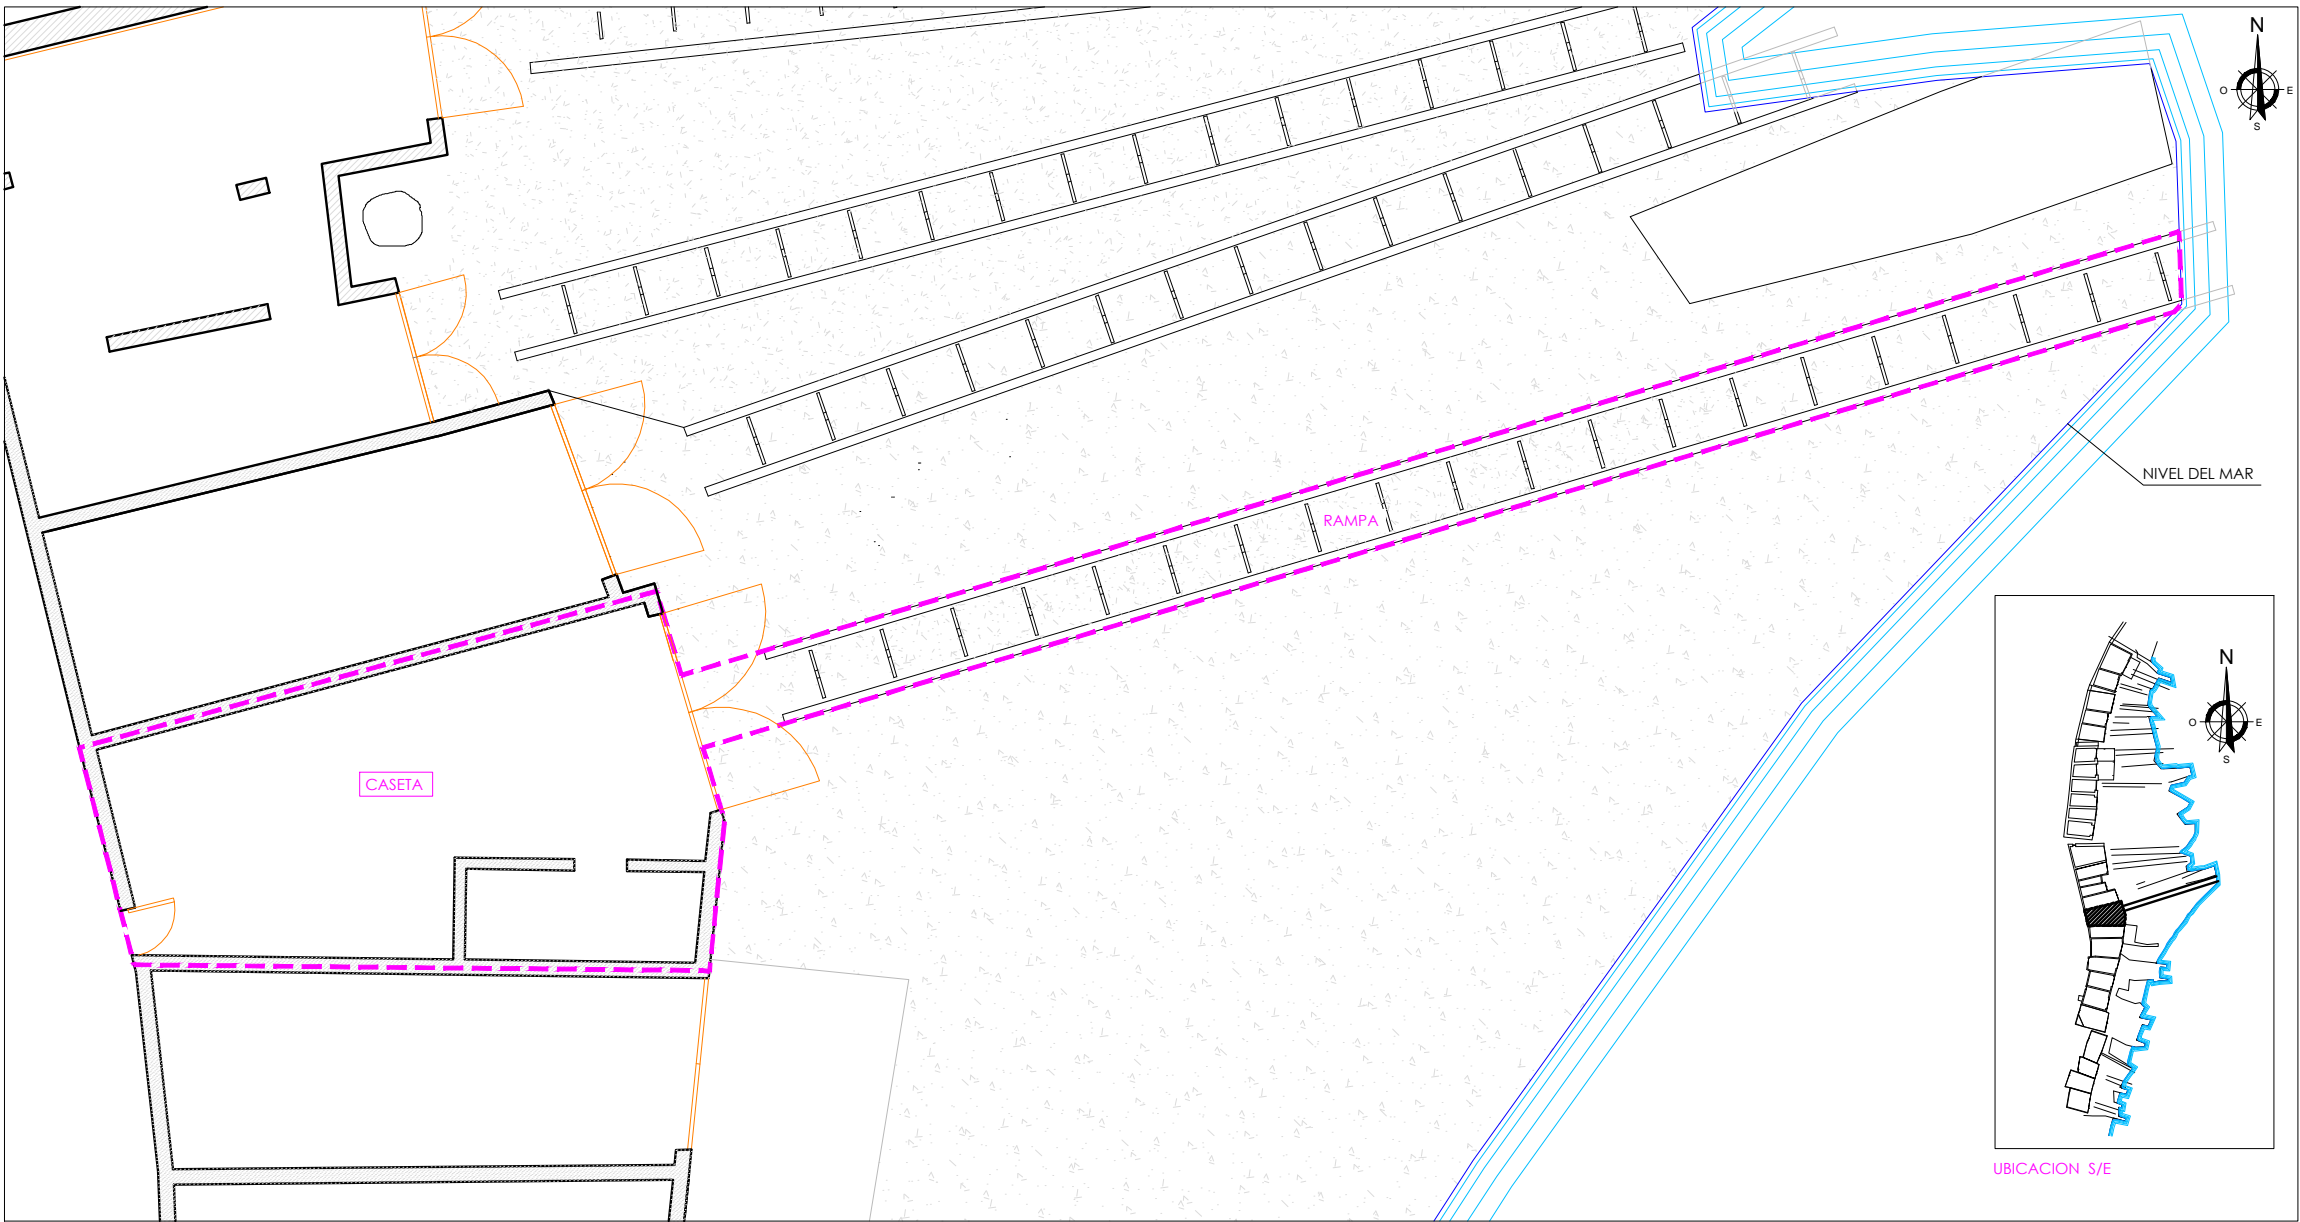 N
O E
S
NIVEL DEL MAR
RAMPA
CASETA
N
O E
S
UBICACION S/E